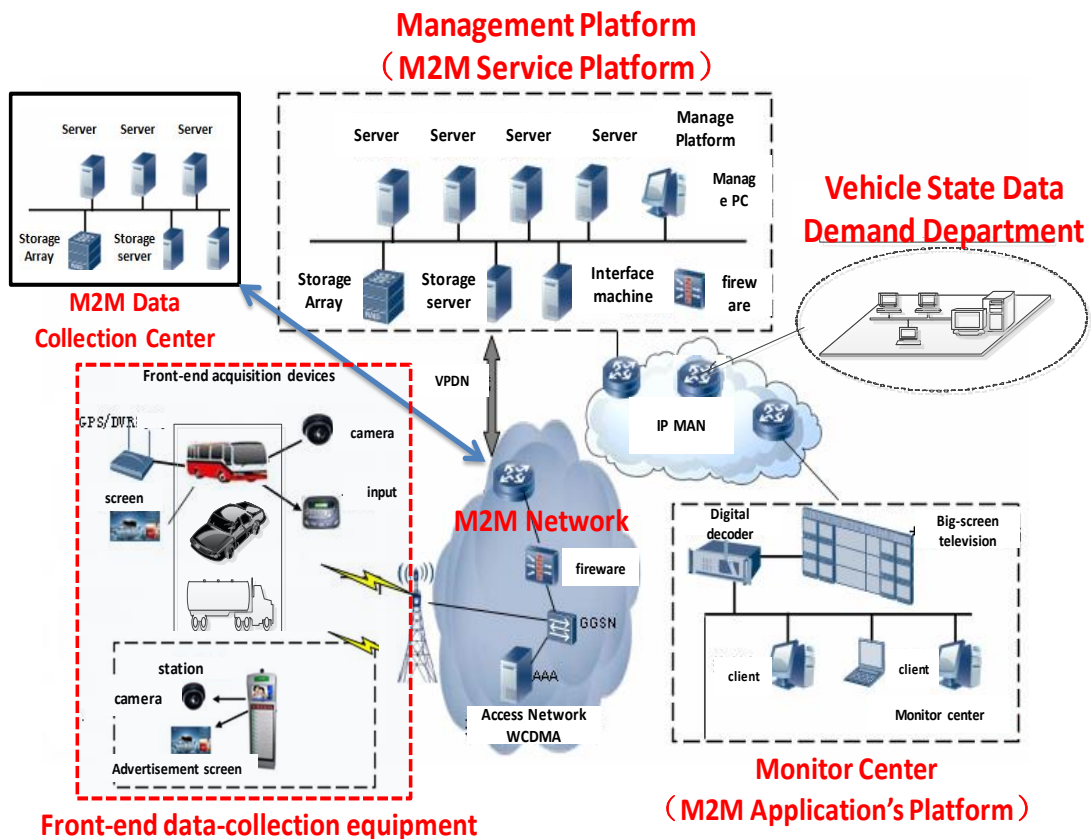 Management Platform
（M2M Service Platform）
Server Server Server
Storage
Array
Storage
server
M2M Data
Collection Center
Server Server Server Server
Manage
Platform
Manag
e PC
Storage
Array
Storage
server
Interface
machine
firew
are
Vehicle State Data
Demand Department
VPDN
IP MAN
Front-end acquisition devices
GPS/DVR
camera
screen
input
station
camera
Advertisement screen
Front-end data-collection equipment
M2M Network
fireware
GGSN
AAA
Access Network
WCDMA
Digital
decoder
Big-screen
television
client
client
Monitor center
Monitor Center
（M2M Application’s Platform）